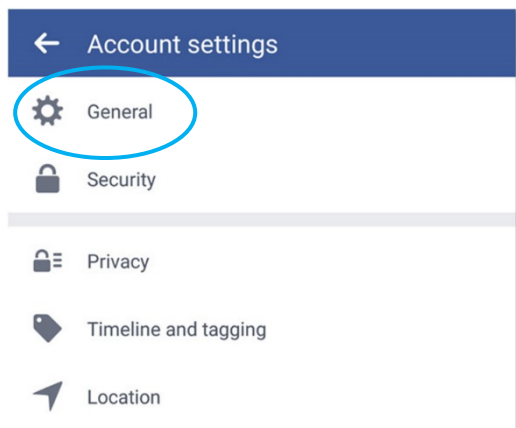 Account settings
General
Security
Privacy
Timeline and tagging
Location